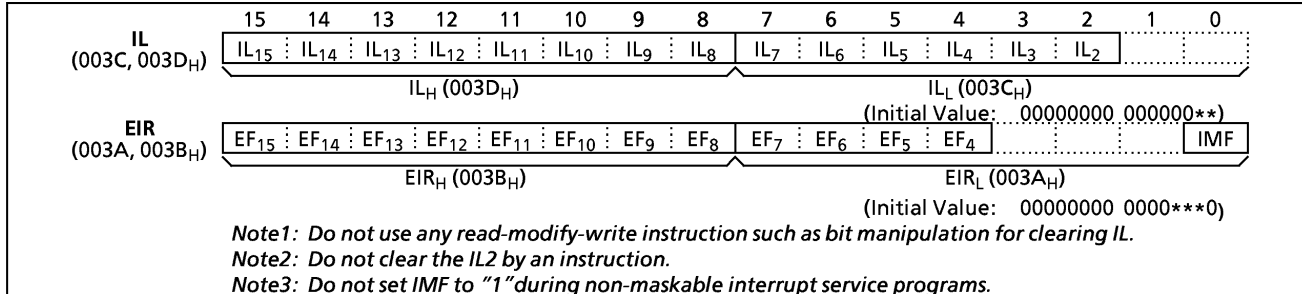 15 14 13 12 11 10 9 8 7 6 5 4 3 2 1 0
IL
(003C, 003DH)
IL15 IL14 IL13 IL12 IL11 IL10 IL9 IL8 IL7 IL6 IL5 IL4 IL3 IL2
ILH (003DH) ILL (003CH)
(Initial Value: 00000000 000000**)
EIR
(003A, 003BH)
EF15 EF14 EF13 EF12 EF11 EF10 EF9 EF8 EF7 EF6 EF5 EF4 IMF
EIRH (003BH) EIRL (003AH)
(Initial Value: 00000000 0000***0)
Note1: Do not use any read-modify-write instruction such as bit manipulation for clearing IL.
Note2: Do not clear the IL2 by an instruction.
Note3: Do not set IMF to "1"during non-maskable interrupt service programs.